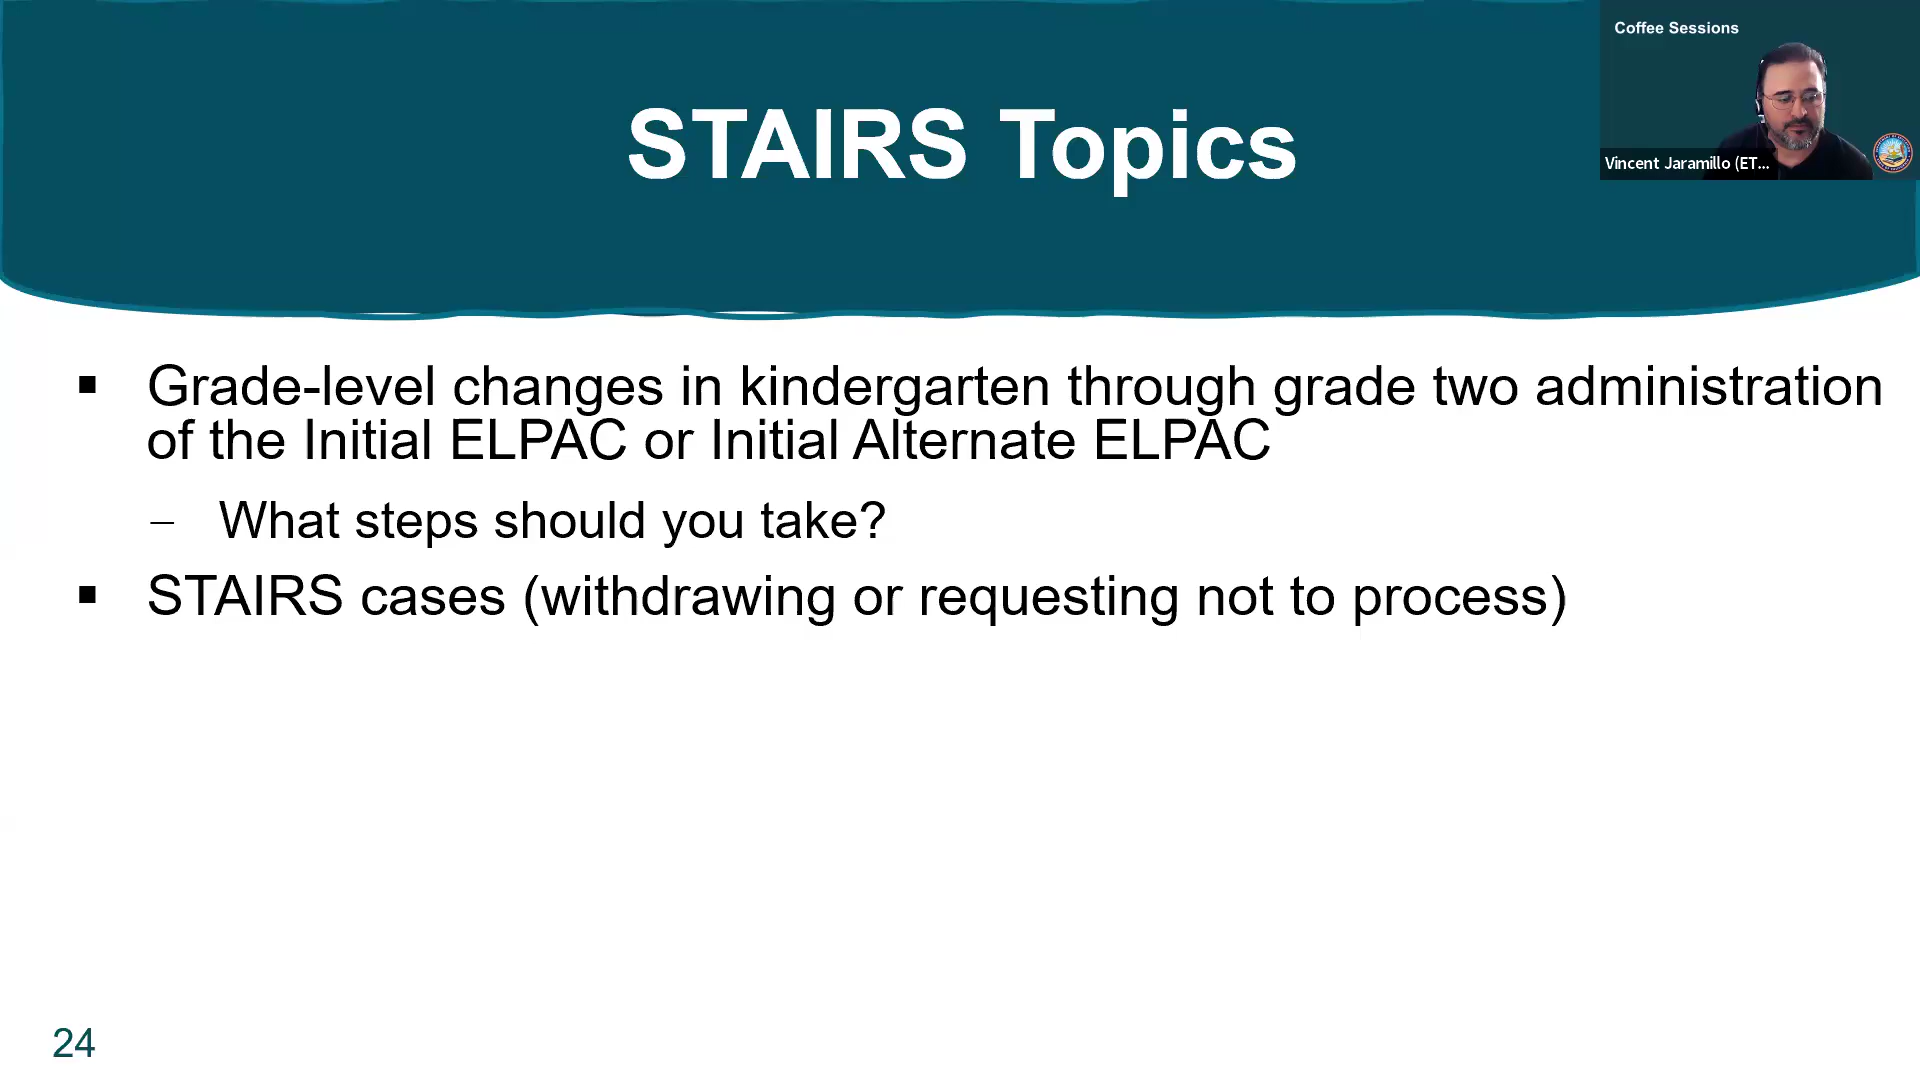 Coffee Sessions
STAIRS Topics
Vincent Jaramillo (ET...
▪ Grade-level changes in kindergarten through grade two administration
of the Initial ELPAC or Initial Alternate ELPAC
– What steps should you take?
▪ STAIRS cases (withdrawing or requesting not to process)
24